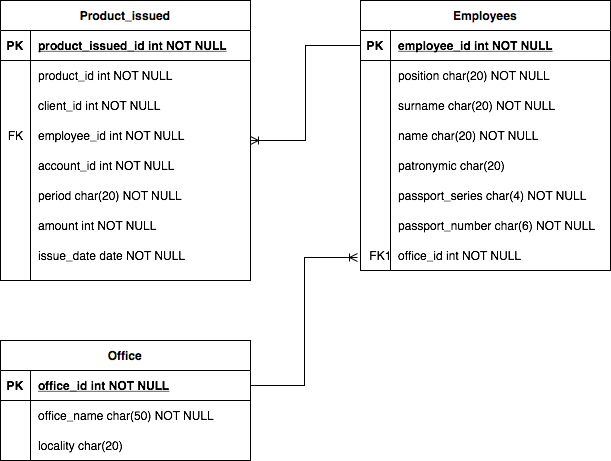 Product_issued
PK product_issued_id int NOT NULL
product_id int NOT NULL
client_id int NOT NULL
FK employee_id int NOT NULL
account_id int NOT NULL
period char(20) NOT NULL
amount int NOT NULL
issue_date date NOT NULL
Employees
PK employee_id int NOT NULL
position char(20) NOT NULL
surname char(20) NOT NULL
name char(20) NOT NULL
patronymic char(20)
passport_series char(4) NOT NULL
passport_number char(6) NOT NULL
FK1 office_id int NOT NULL
Office
PK office_id int NOT NULL
office_name char(50) NOT NULL
locality char(20)